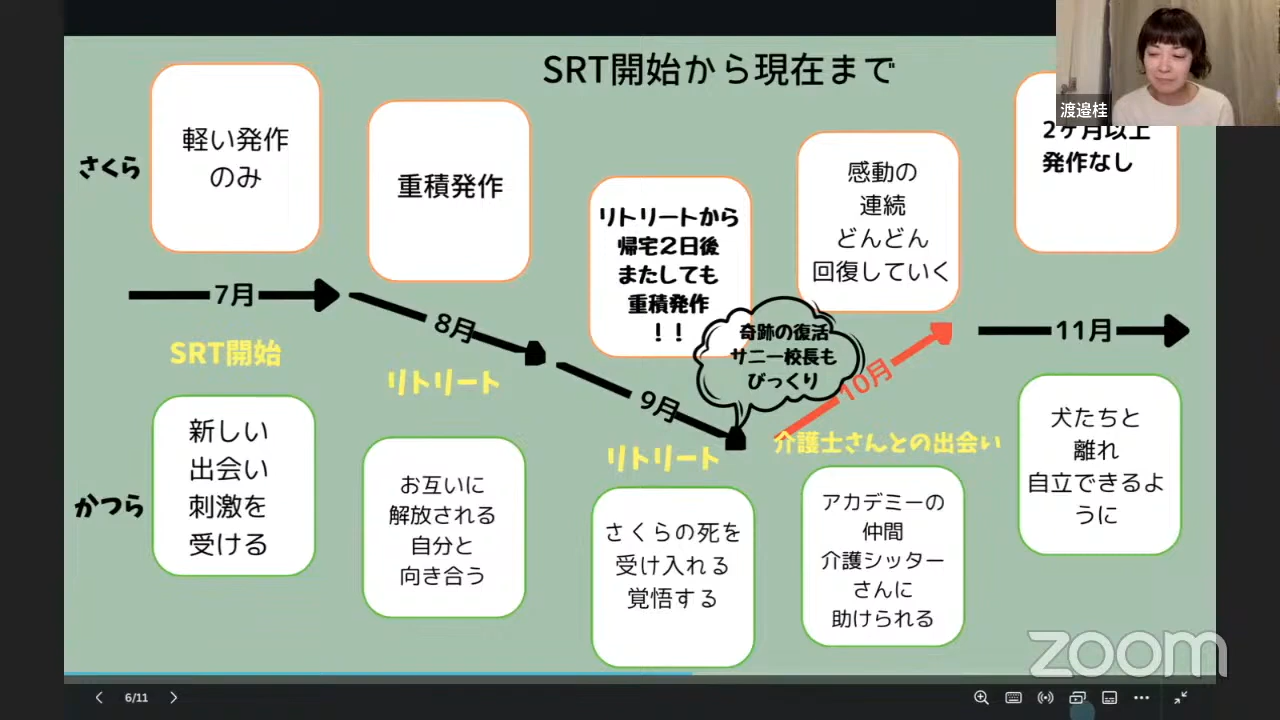 SRT開始から現在まで
渡邉桂
さくら
軽い発作
のみ
重積発作
リトリートから
帰宅2日後
またしても
重積発作
！！
感動の
連続
どんどん
回復していく
2ケ月以上
発作なし
7月
8月
9月
10月
11月
奇跡の復活
サニー校長も
びっくり
SRT開始
リトリート
リトリート
介護士さんとの出会い
かつら
新しい
出会い
刺激を
受ける
お互いに
解放される
自分と
向き合う
さくらの死を
受け入れる
覚悟する
アカデミーの
仲間
介護シッター
さんに
助けられる
犬たちと
離れ
自立できるよ
うに
zoom
6/11